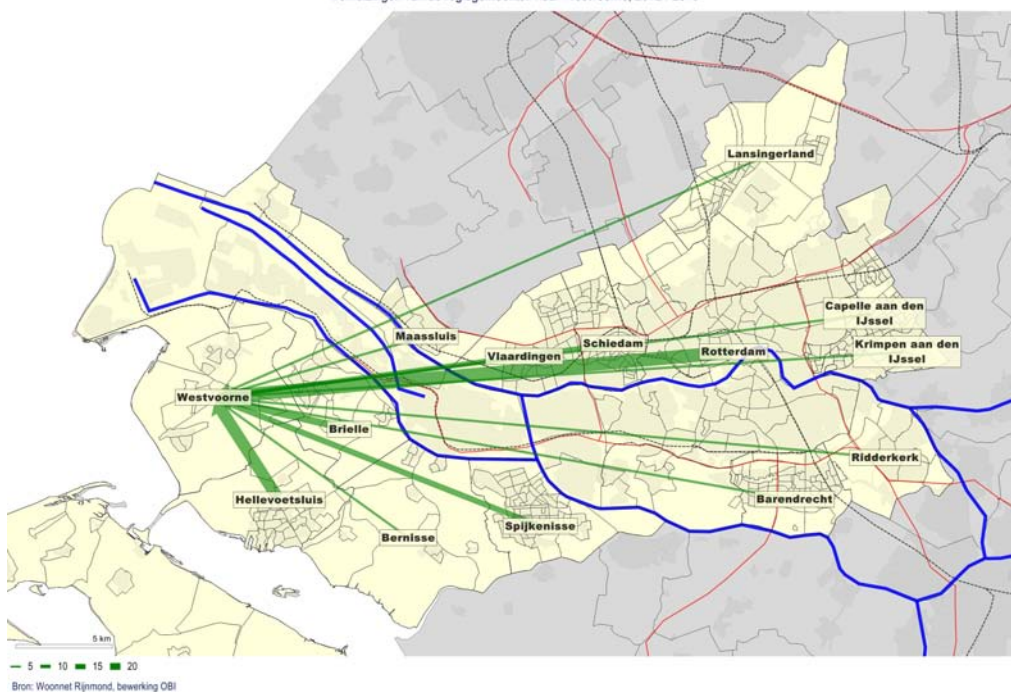 Lansingerland
Capelle aan den
IJssel
Maassluis
Schiedam
Vlaardingen
Rotterdam
Krimpen aan den
IJssel
Westvoorne
Brielle
Ridderkerk
Hellevoetsluis
Barendrecht
Spijkenisse
Bernisse
5 km
5 10 15 20
Bron: Woonnet Rijnmond, bewerking OBI